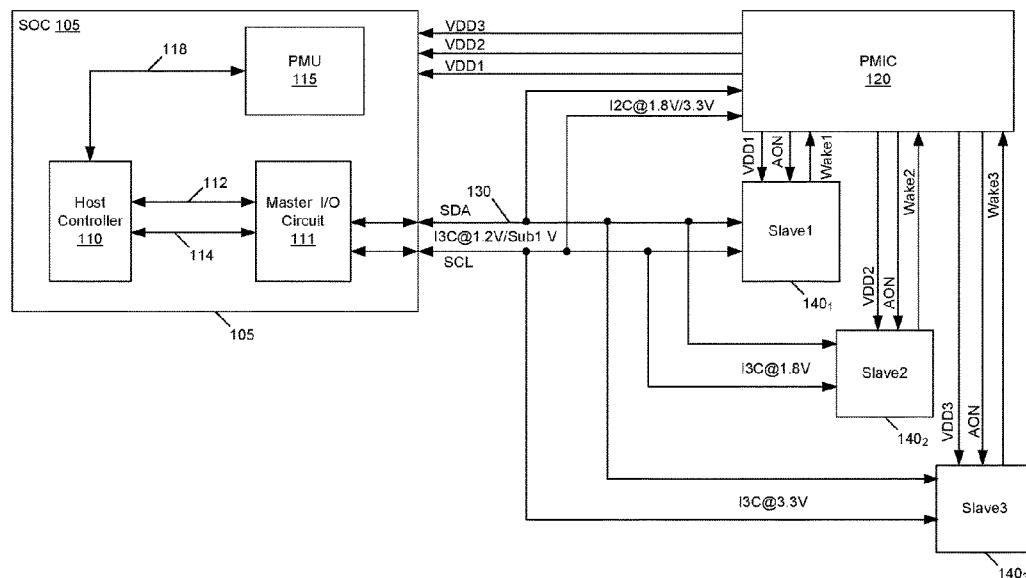 SOC 105
PMU
115
118
Host
Controller
110
112
114
Master I/O
Circuit
111
105
VDD3
VDD2
VDD1
PMIC
120
I2C@1.8V/3.3V
130
SDA
I3C@1.2V/Sub1 V
SCL
VDD1
AON
Wake1
Slave1
140₁
VDD2
AON
Wake2
I3C@1.8V
Slave2
140₂
VDD3
AON
Wake3
I3C@3.3V
Slave3
140₃